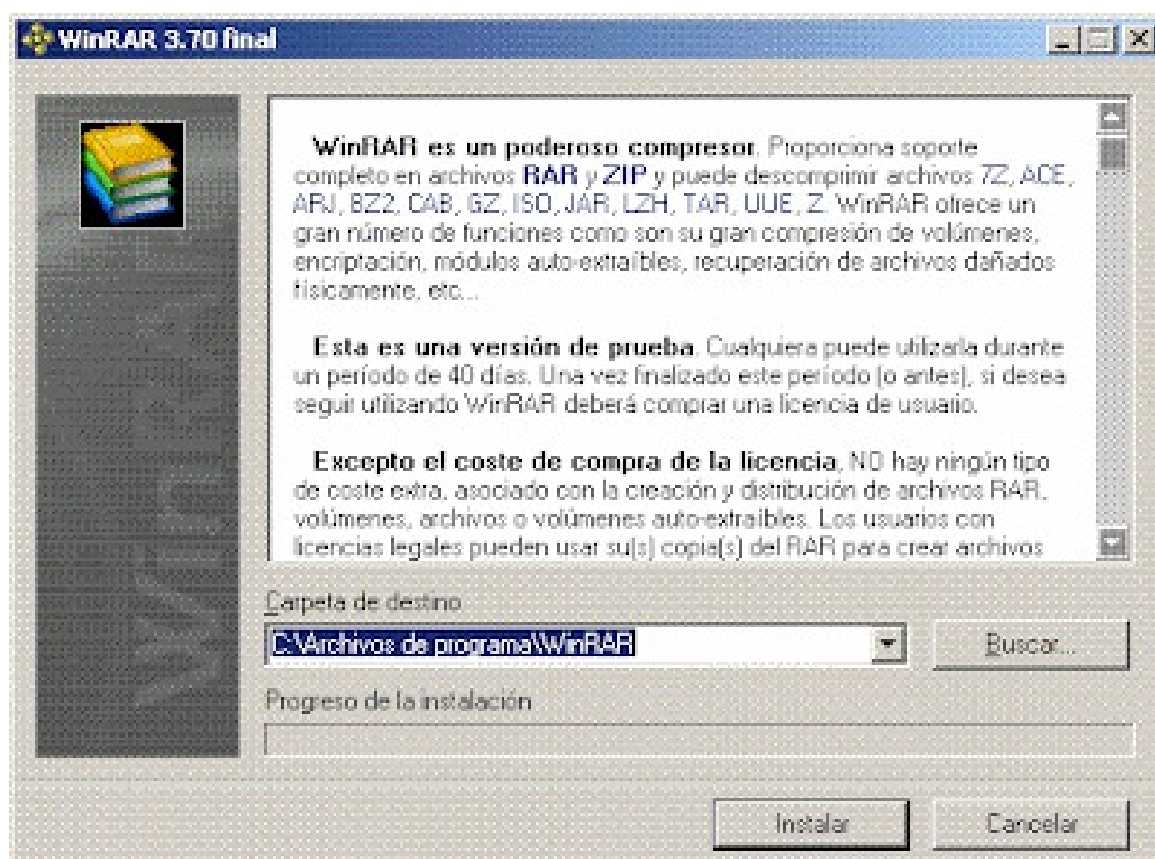 WinRAR 3.70 final
WinRAR es un poderoso compresor. Proporciona soporte
completo en archivos RAR y ZIP y puede descomprimir archivos 7Z, ACE,
ARJ, BZ2, CAB, GZ, ISO, JAR, LZH, TAR, UUE, Z. WinRAR ofrece un
gran número de funciones como son su gran compresión de volúmenes,
encriptación, módulos auto-extraíbles, recuperación de archivos dañados
físicamente, etc...
Esta es una versión de prueba. Cualquiera puede utilizarla durante
un período de 40 días. Una vez finalizado este período (o antes), si desea
seguir utilizando WinRAR deberá comprar una licencia de usuario.
Excepto el coste de compra de la licencia, NO hay ningún tipo
de coste extra, asociado con la creación y distribución de archivos RAR,
volúmenes, archivos o volúmenes auto-extraíbles. Los usuarios con
licencias legales pueden usar su(s) copia(s) del RAR para crear archivos
Carpeta de destino
C:\Archivos de programa\WinRAR
Buscar...
Progreso de la instalación
Instalar
Cancelar
WinRAR